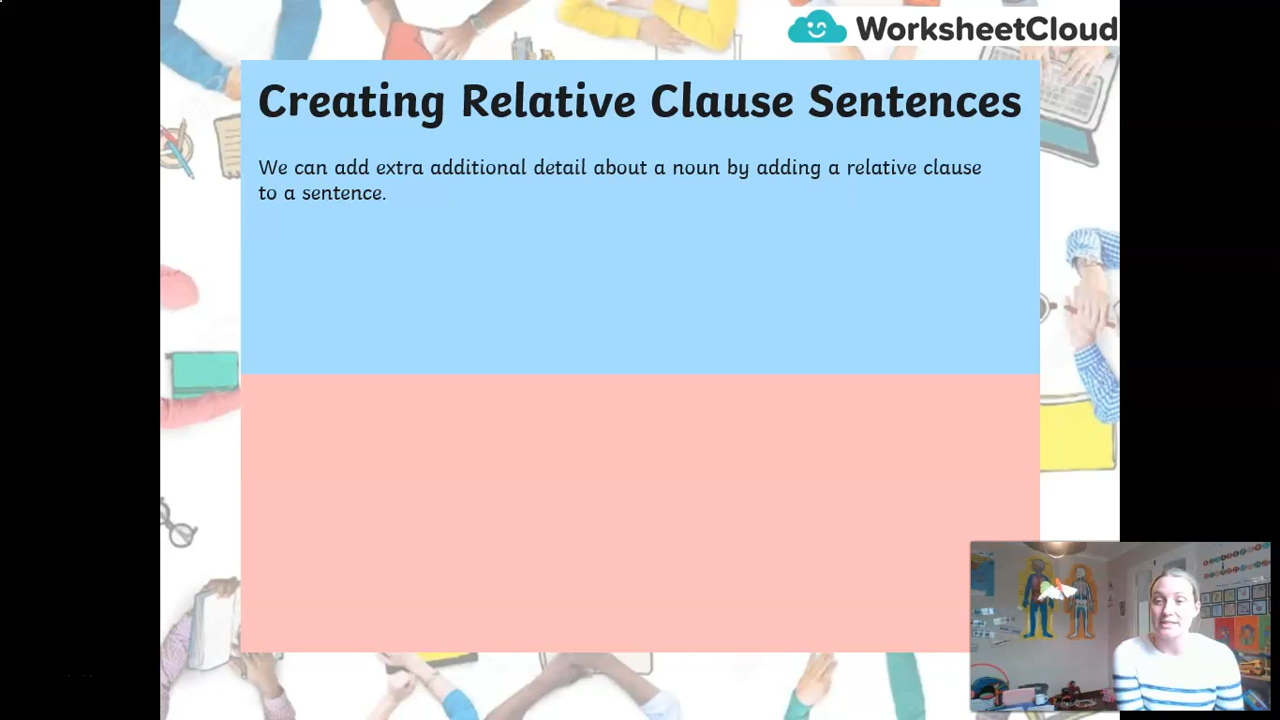 WorksheetCloud
Creating Relative Clause Sentences
We can add extra additional detail about a noun by adding a relative clause
to a sentence.